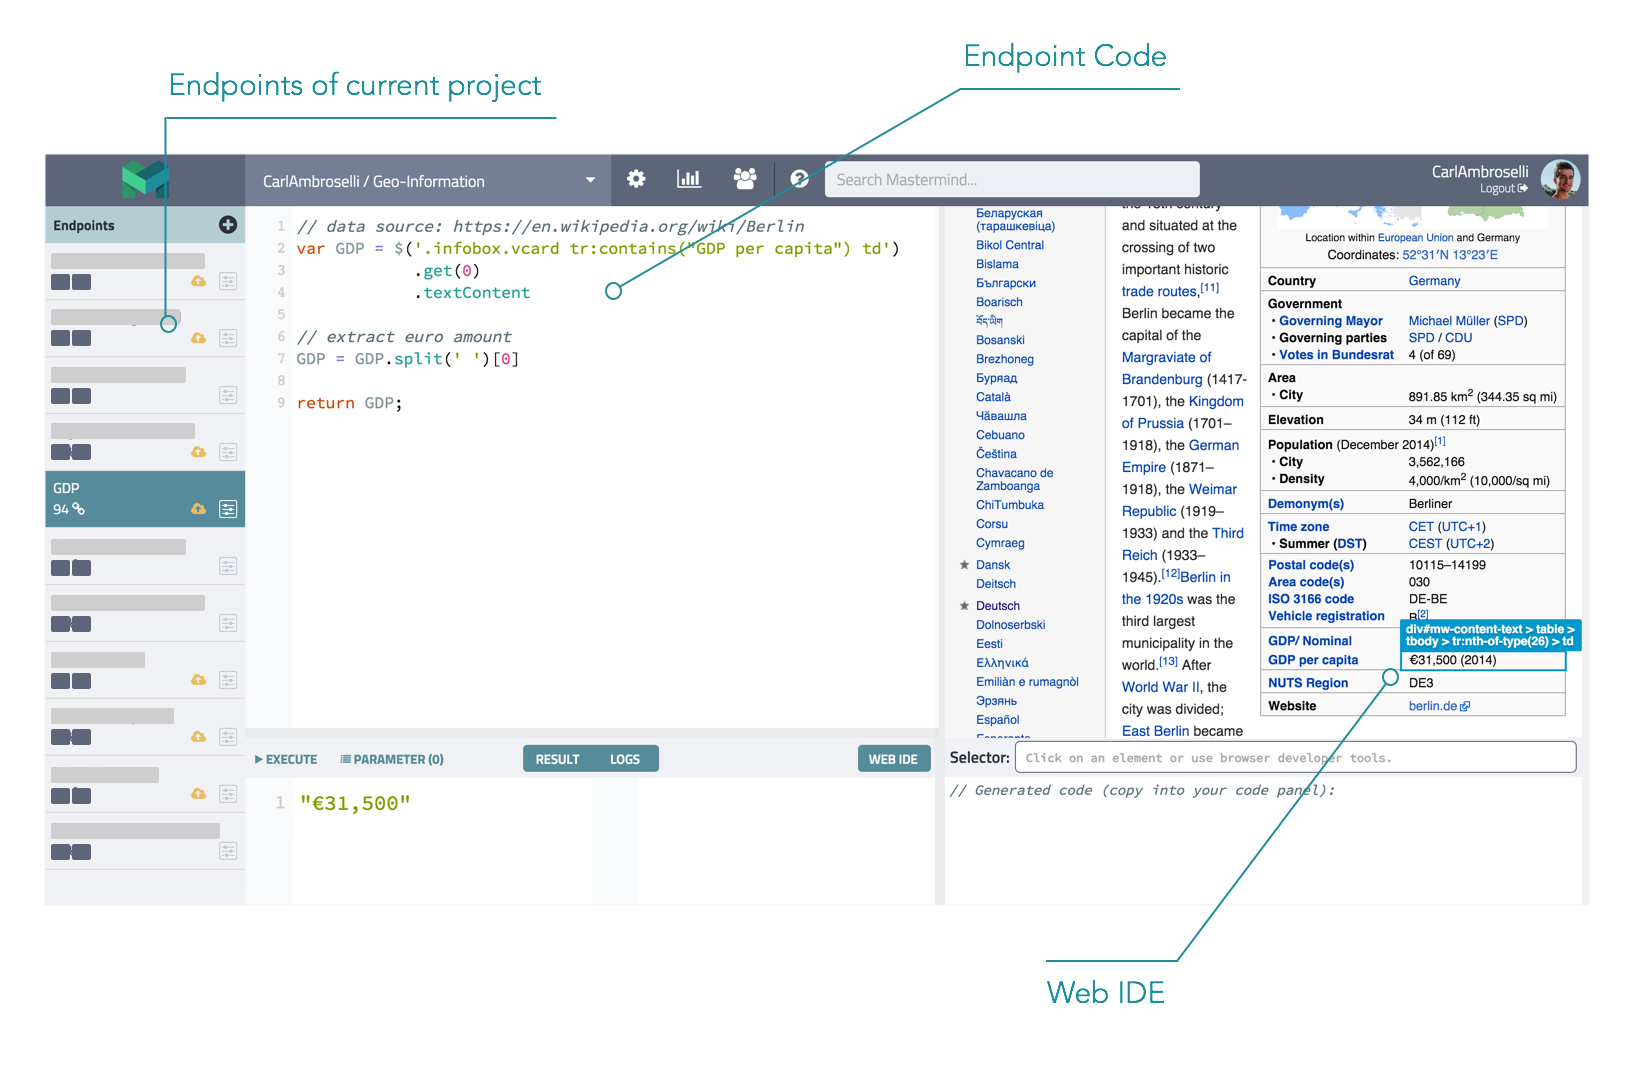 Endpoint Code
Endpoints of current project
CarlAmbroselli / Geo-Information
Search Mastermind...
CarlAmbroselli
Logout
Endpoints
GDP
94
1 // data source: https://en.wikipedia.org/wiki/Berlin
2 var GDP = $('.infobox.vcard tr:contains("GDP per capita") td')
3 .get(0)
4 .textContent
5
6 // extract euro amount
7 GDP = GDP.split(' ')[0]
8
9 return GDP;
EXECUTE
PARAMETER (0)
RESULT
LOGS
WEB IDE
1 "€31,500"
Беларуская
(тарашкевіца)
Bikol Central
Bislama
Български
Boarisch
བོད་ཡིག
Bosanski
Brezhoneg
Буряад
Català
Чӑвашла
Cebuano
Čeština
Chavacano de
Zamboanga
ChiTumbuka
Corsu
Cymraeg
Dansk
Deitsch
Deutsch
Dolnoserbski
Eesti
Ελληνικά
Emiliàn e rumagnòl
Эрзянь
Español
Esperanto
the 13th century
and situated at the
crossing of two
important historic
trade routes,[11]
Berlin became the
capital of the
Margraviate of
Brandenburg (1417-
1701), the Kingdom
of Prussia (1701–
1918), the German
Empire (1871–
1918), the Weimar
Republic (1919–
1933) and the Third
Reich (1933–
1945).[12]Berlin in
the 1920s was the
third largest
municipality in the
world.[13] After
World War II, the
city was divided;
East Berlin became
Location within European Union and Germany
Coordinates: 52°31′N 13°23′E
Country Germany
Government
• Governing Mayor Michael Müller (SPD)
• Governing parties SPD / CDU
• Votes in Bundesrat 4 (of 69)
Area
• City 891.85 km2 (344.35 sq mi)
Elevation 34 m (112 ft)
Population (December 2014)[1]
• City 3,562,166
• Density 4,000/km2 (10,000/sq mi)
Demonym(s) Berliner
Time zone CET (UTC+1)
• Summer (DST) CEST (UTC+2)
Postal code(s) 10115–14199
Area code(s) 030
ISO 3166 code DE-BE
Vehicle registration B[2]
div#mw-content-text > table >
tbody > tr:nth-of-type(26) > td
GDP/ Nominal
GDP per capita €31,500 (2014)
NUTS Region DE3
Website berlin.de
Selector: Click on an element or use browser developer tools.
// Generated code (copy into your code panel):
Web IDE